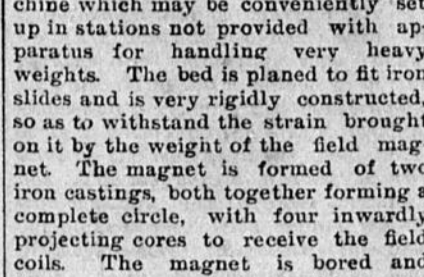 chine which may be conveniently set
up in stations not provided with ap-
paratus for handling very heavy
weights. The bed is planed to fit iron
slides and is very rigidly constructed,
so as to withstand the strain brought
on it by the weight of the field mag-
net. The magnet is formed of two
iron castings, both together forming a
complete circle, with four inwardly
projecting cores to receive the field
coils. The magnet is bored and